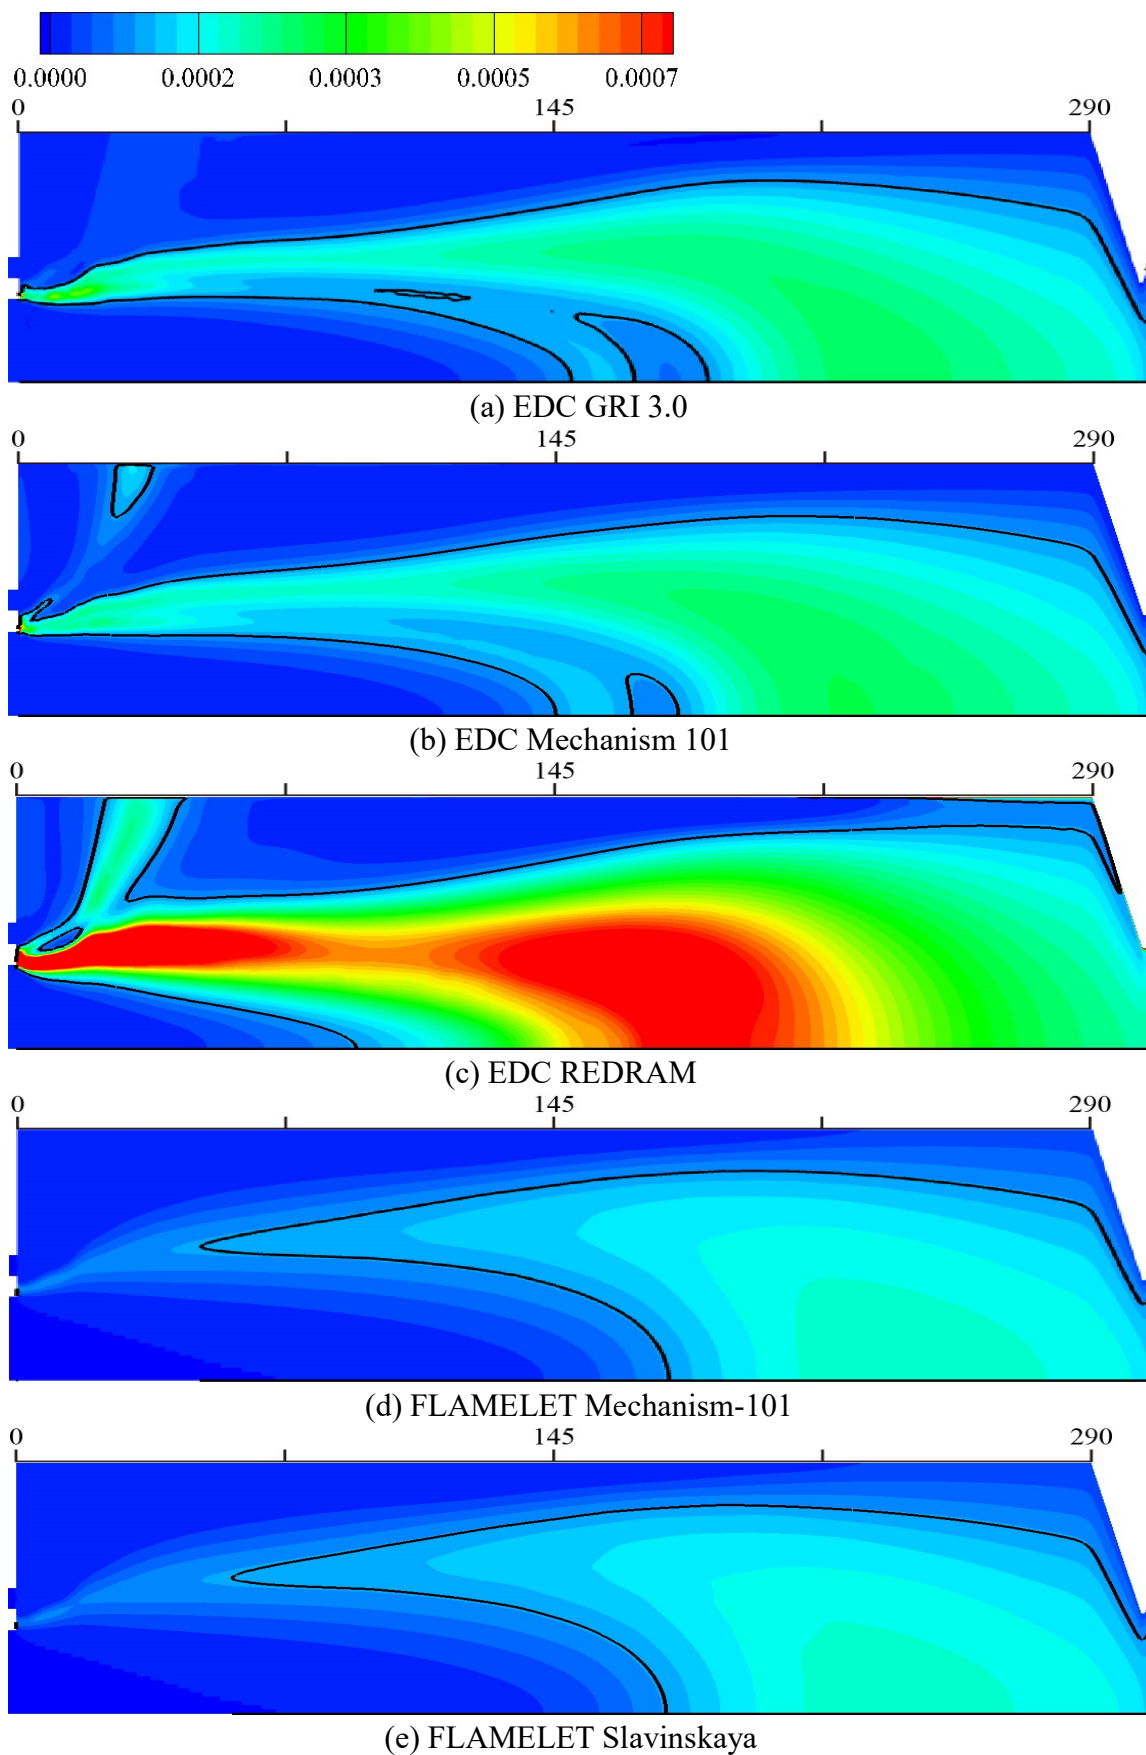 0.0000 0.0002 0.0003 0.0005 0.0007
0 145 290
(a) EDC GRI 3.0
0 145 290
(b) EDC Mechanism 101
0 145 290
(c) EDC REDRAM
0 145 290
(d) FLAMELET Mechanism-101
0 145 290
(e) FLAMELET Slavinskaya